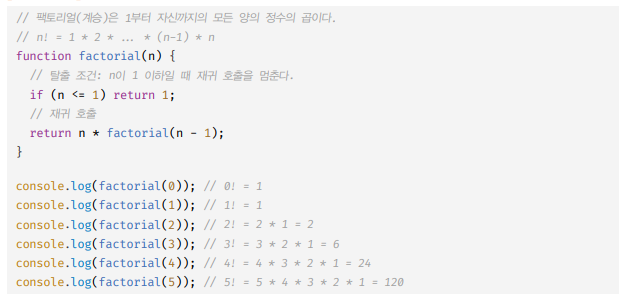 // 팩토리얼(계승)은 1부터 자신까지의 모든 양의 정수의 곱이다.
// n! = 1 * 2 * ... * (n-1) * n
function factorial(n) {
  // 탈출 조건: n이 1 이하일 때 재귀 호출을 멈춘다.
  if (n <= 1) return 1;
  // 재귀 호출
  return n * factorial(n - 1);
}
console.log(factorial(0)); // 0! = 1
console.log(factorial(1)); // 1! = 1
console.log(factorial(2)); // 2! = 2 * 1 = 2
console.log(factorial(3)); // 3! = 3 * 2 * 1 = 6
console.log(factorial(4)); // 4! = 4 * 3 * 2 * 1 = 24
console.log(factorial(5)); // 5! = 5 * 4 * 3 * 2 * 1 = 120